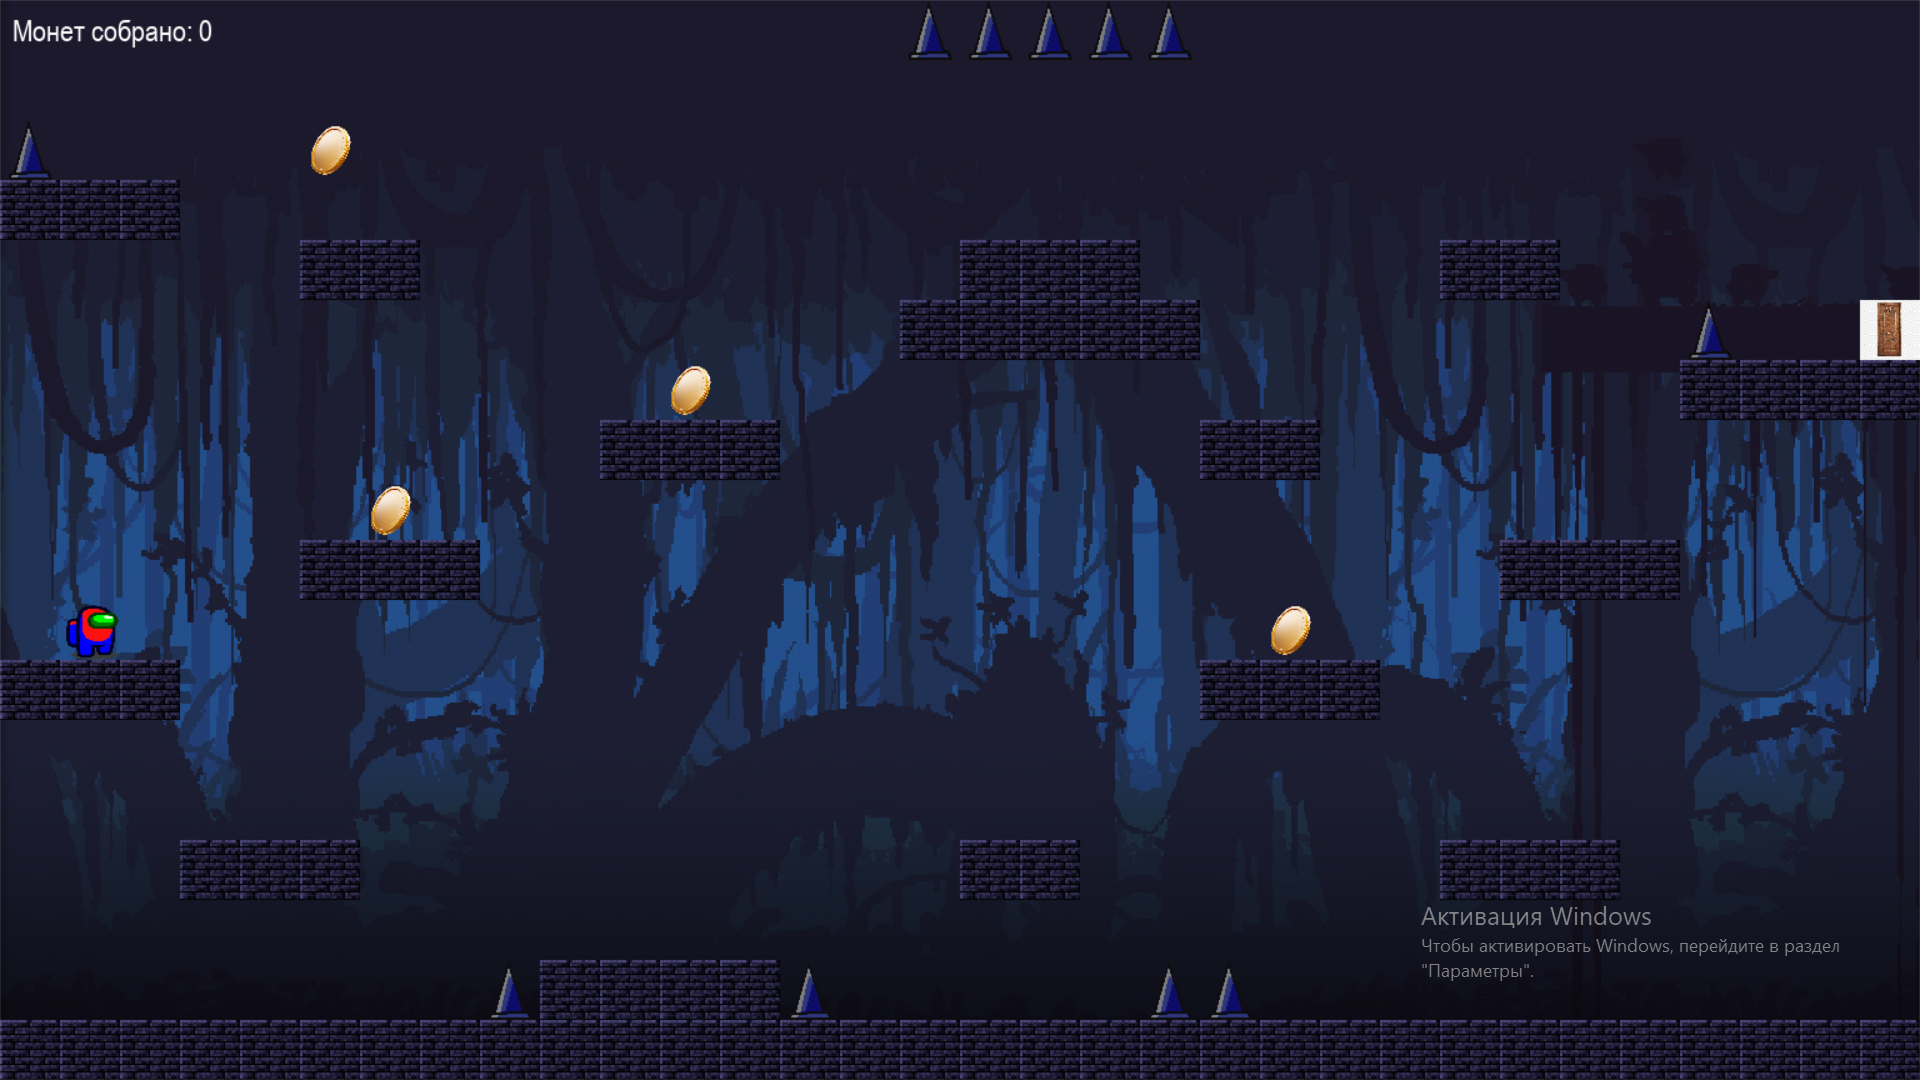 Монет собрано: 0
Активация Windows
Чтобы активировать Windows, перейдите в раздел
"Параметры".